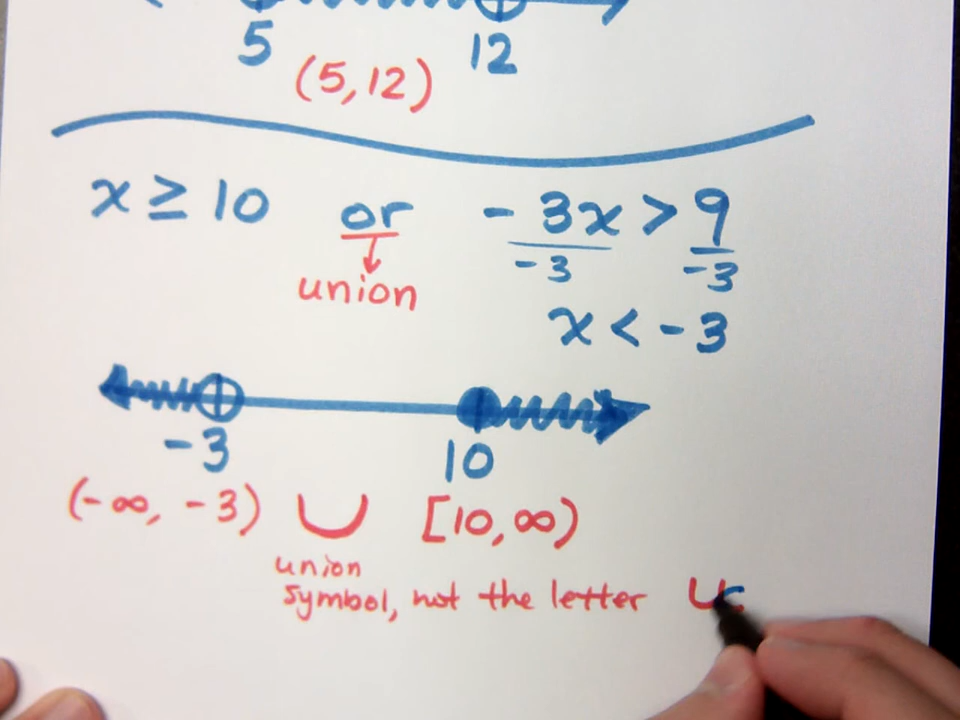 5 12
(5,12)
x ≥ 10 or - 3x > 9
-3 -3
union
x < -3
-3 10
(-∞, -3) ∪ [10, ∞)
union
symbol, not the letter U